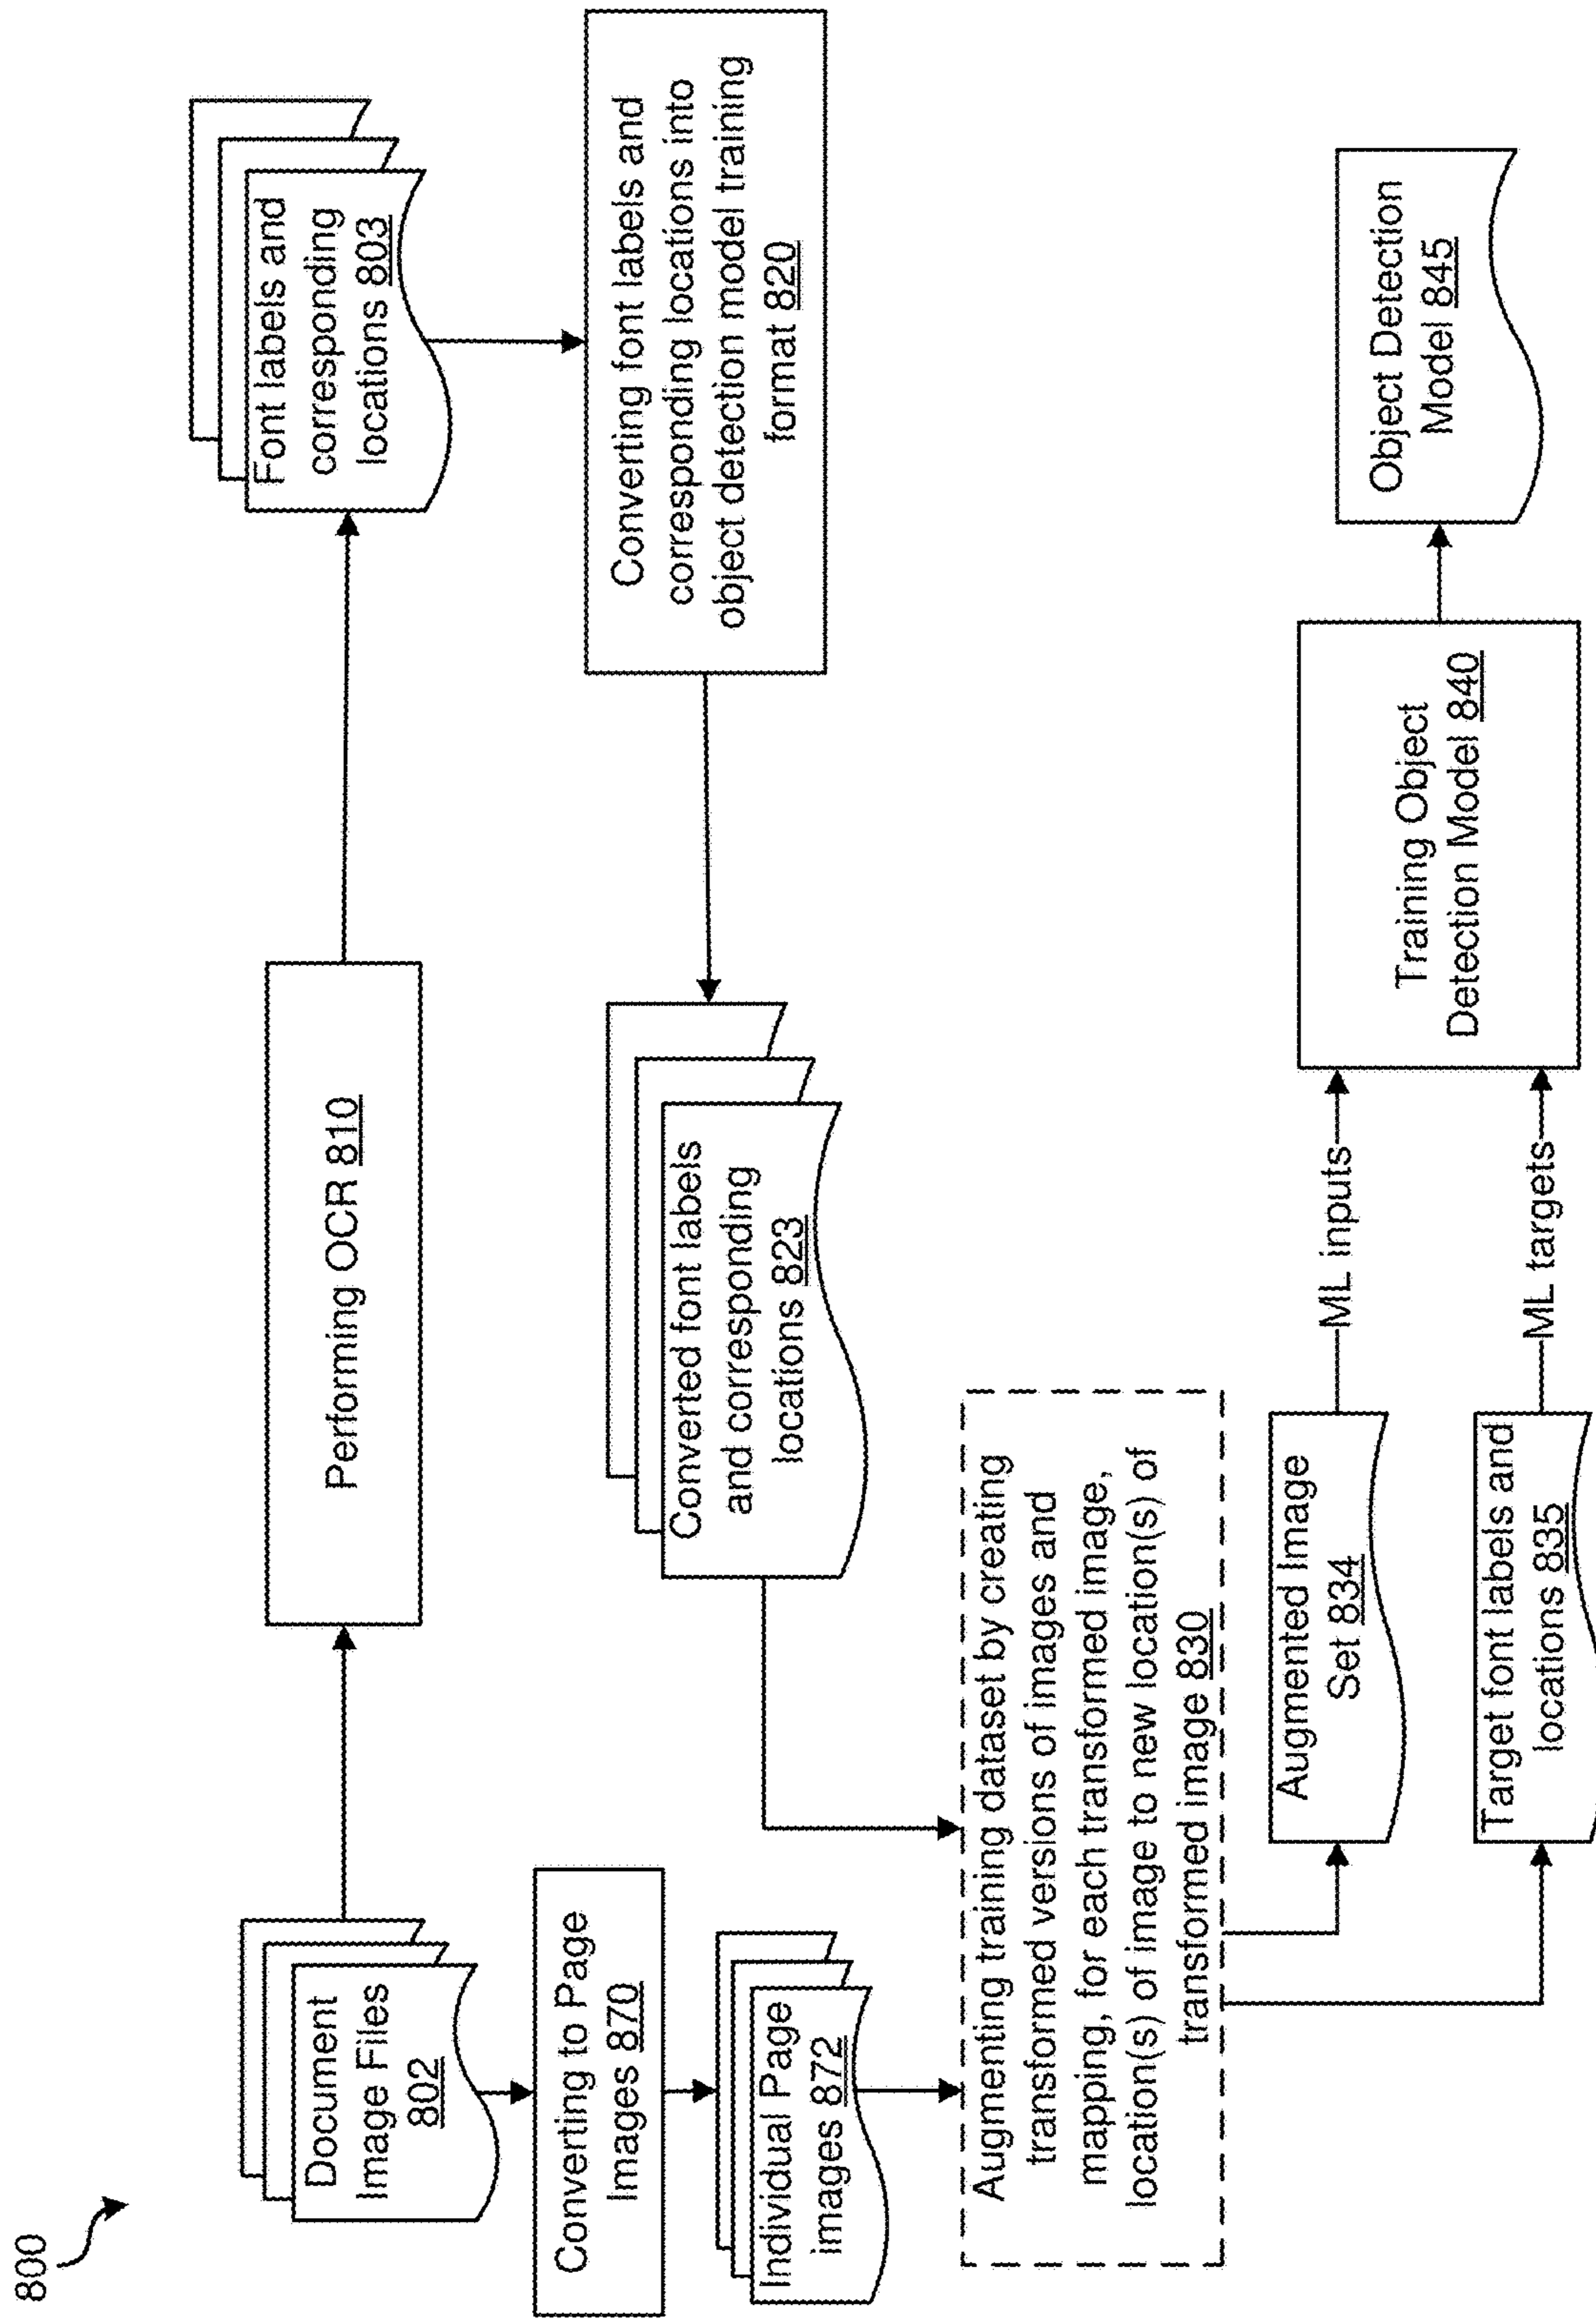 800
Document
Image Files
802
Performing OCR 810
Font labels and
corresponding
locations 803
Converting to Page
Images 870
Converted font labels
and corresponding
locations 823
Converting font labels and
corresponding locations into
object detection model training
format 820
Individual Page
images 872
Augmenting training dataset by creating
transformed versions of images and
mapping, for each transformed image,
location(s) of image to new location(s) of
transformed image 830
Augmented Image
Set 834
ML inputs
Training Object
Detection Model 840
Object Detection
Model 845
Target font labels and
locations 835
ML targets